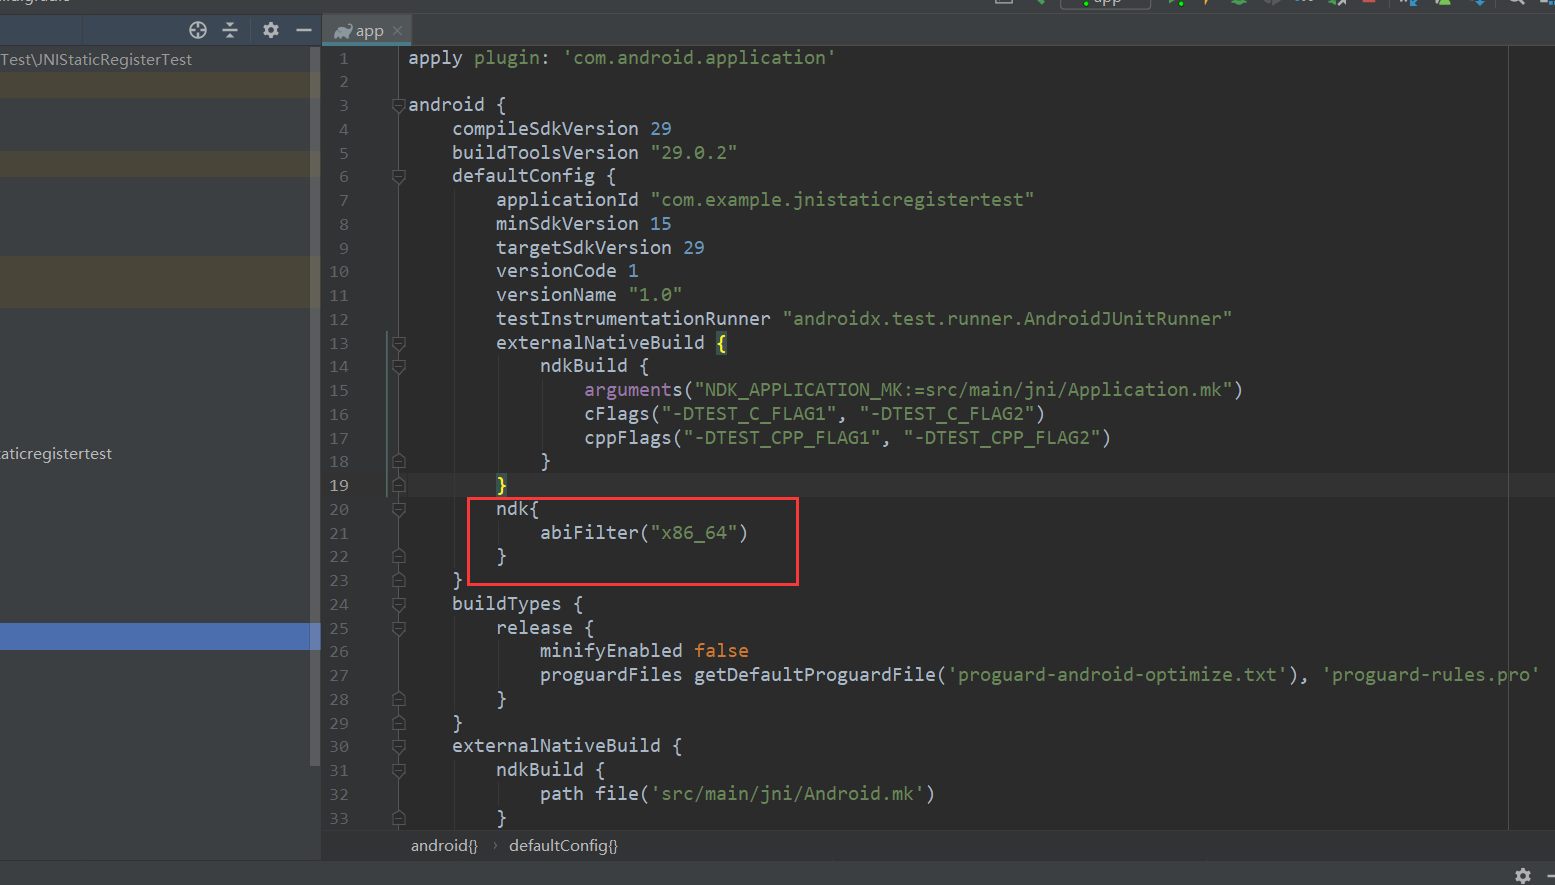 app
Test\JNIStaticRegisterTest
aticregistertest
1 apply plugin: 'com.android.application'
2
3 android {
4 compileSdkVersion 29
5 buildToolsVersion "29.0.2"
6 defaultConfig {
7 applicationId "com.example.jnistaticregistertest"
8 minSdkVersion 15
9 targetSdkVersion 29
10 versionCode 1
11 versionName "1.0"
12 testInstrumentationRunner "androidx.test.runner.AndroidJUnitRunner"
13 externalNativeBuild {
14 ndkBuild {
15 arguments("NDK_APPLICATION_MK:=src/main/jni/Application.mk")
16 cFlags("-DTEST_C_FLAG1", "-DTEST_C_FLAG2")
17 cppFlags("-DTEST_CPP_FLAG1", "-DTEST_CPP_FLAG2")
18 }
19 }
20 ndk{
21 abiFilter("x86_64")
22 }
23 }
24 buildTypes {
25 release {
26 minifyEnabled false
27 proguardFiles getDefaultProguardFile('proguard-android-optimize.txt'), 'proguard-rules.pro'
28 }
29 }
30 externalNativeBuild {
31 ndkBuild {
32 path file('src/main/jni/Android.mk')
33 }
android{} › defaultConfig{}